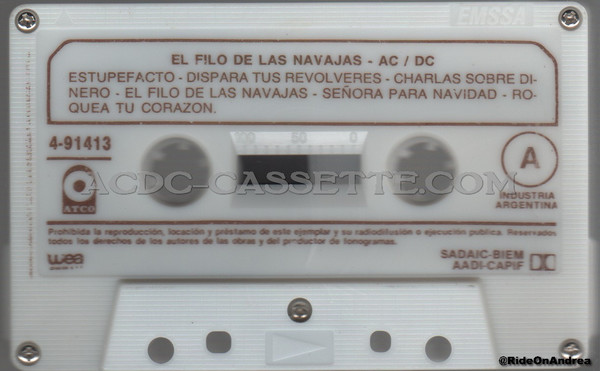 EMSSA
EL FILO DE LAS NAVAJAS - AC / DC
ESTUPEFACTO - DISPARA TUS REVOLVERES - CHARLAS SOBRE DI-
NERO - EL FILO DE LAS NAVAJAS - SEÑORA PARA NAVIDAD - RO-
QUEA TU CORAZON.
4-91413
100 50 0
A
ATCO
ACDC-CASSETTE.COM
INDUSTRIA
ARGENTINA
Prohibida la reproducción, locación y préstamo de este ejemplar y su radiodifusión o ejecución publica. Reservados
todos los derechos de los autores de las obras y del productor de fonogramas.
wea
SADAIC-BIEM
AADI-CAPIF
@RideOnAndrea